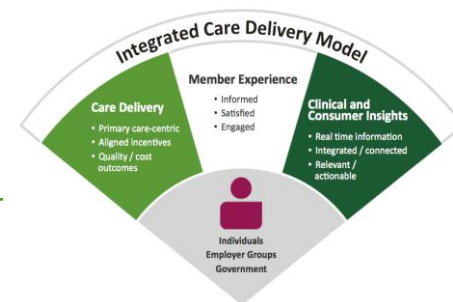 Integrated Care Delivery Model
Care Delivery
• Primary care-centric
• Aligned incentives
• Quality / cost
outcomes
Member Experience
• Informed
• Satisfied
• Engaged
Clinical and
Consumer Insights
• Real time information
• Integrated / connected
• Relevant /
actionable
Individuals
Employer Groups
Government